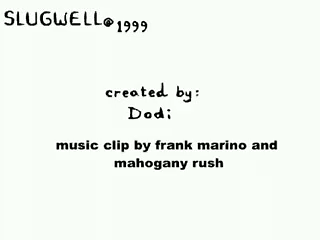 SLUGWELL© 1999
created by:
Dodi
music clip by frank marino and
mahogany rush